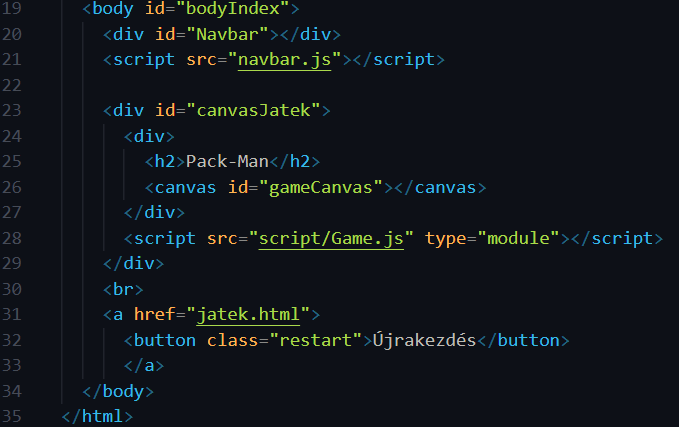 19 <body id="bodyIndex">
20 <div id="Navbar"></div>
21 <script src="navbar.js"></script>
22
23 <div id="canvasJatek">
24 <div>
25 <h2>Pack-Man</h2>
26 <canvas id="gameCanvas"></canvas>
27 </div>
28 <script src="script/Game.js" type="module"></script>
29 </div>
30 <br>
31 <a href="jatek.html">
32 <button class="restart">Újrakezdés</button>
33 </a>
34 </body>
35 </html>